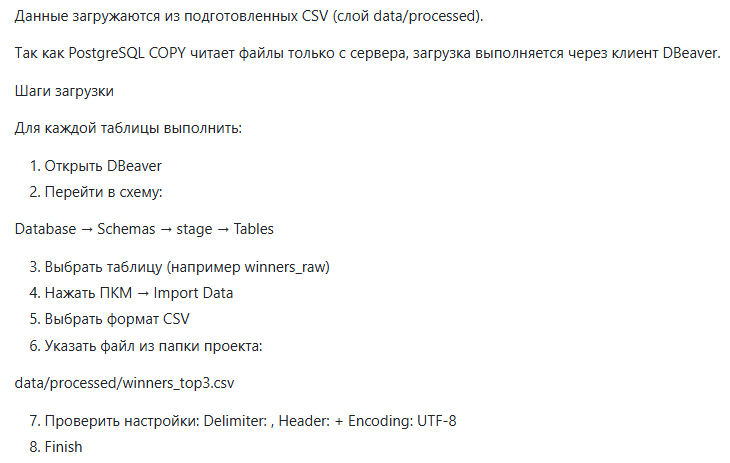 Данные загружаются из подготовленных CSV (слой data/processed).
Так как PostgreSQL COPY читает файлы только с сервера, загрузка выполняется через клиент DBeaver.
Шаги загрузки
Для каждой таблицы выполнить:
1. Открыть DBeaver
2. Перейти в схему:
Database → Schemas → stage → Tables
3. Выбрать таблицу (например winners_raw)
4. Нажать ПКМ → Import Data
5. Выбрать формат CSV
6. Указать файл из папки проекта:
data/processed/winners_top3.csv
7. Проверить настройки: Delimiter: , Header: + Encoding: UTF-8
8. Finish